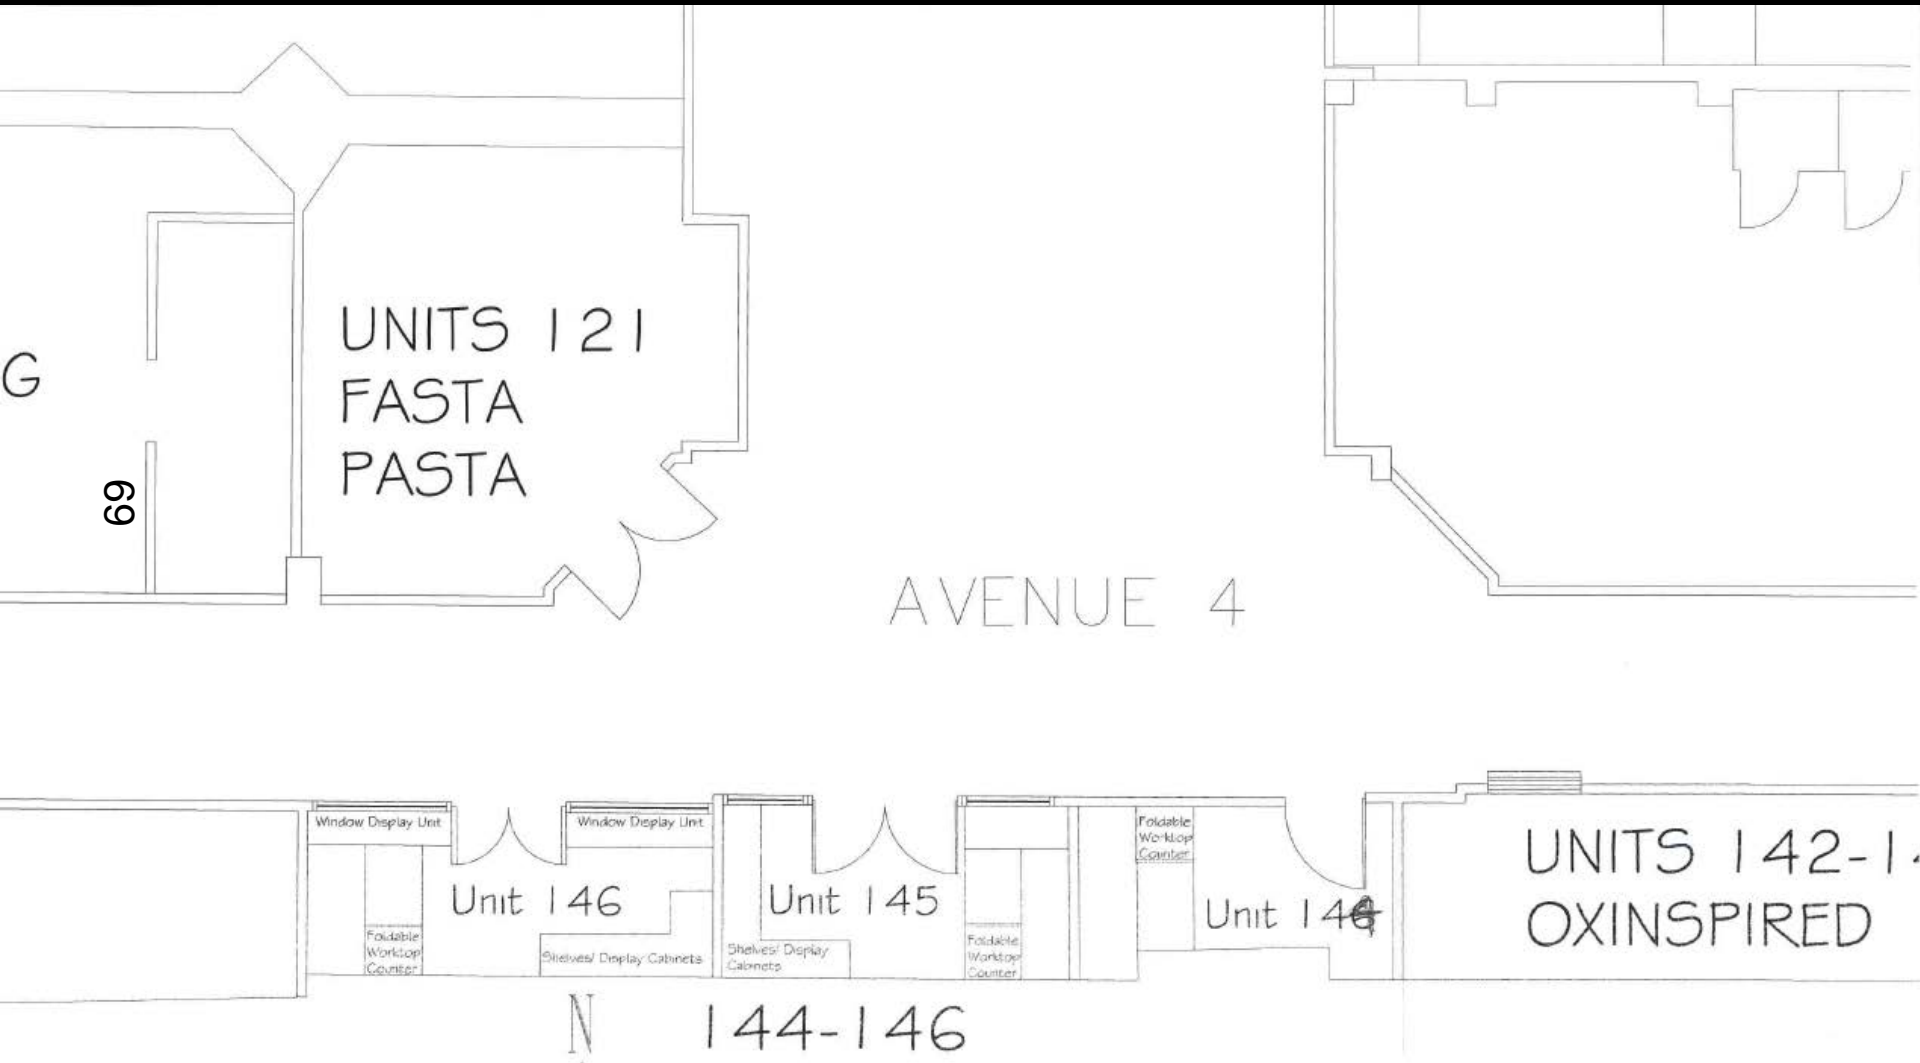 UNITS 121
FASTA
PASTA
G
69
AVENUE 4
Window Display Unit
Window Display Unit
Foldable
Worktop
Counter
Unit 146
Unit 145
Unit 144
UNITS 142-1
OXINSPIRED
Foldable
Worktop
Counter
Shelves/ Display Cabinets
Shelves/ Display
Cabinets
Foldable
Worktop
Counter
N
144-146